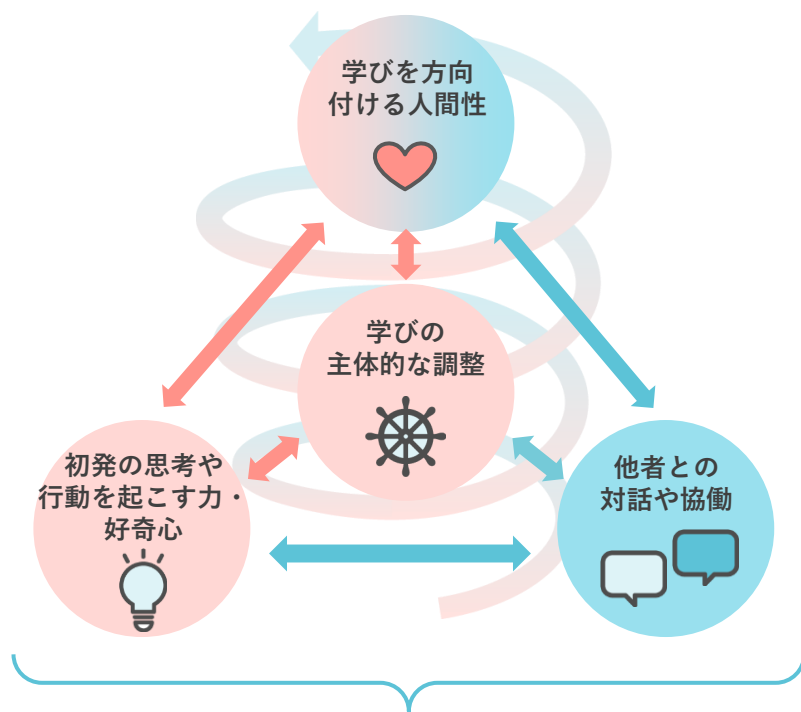 学びを方向
付ける人間性
学びの
主体的な調整
初発の思考や
行動を起こす力・
好奇心
他者との
対話や協働